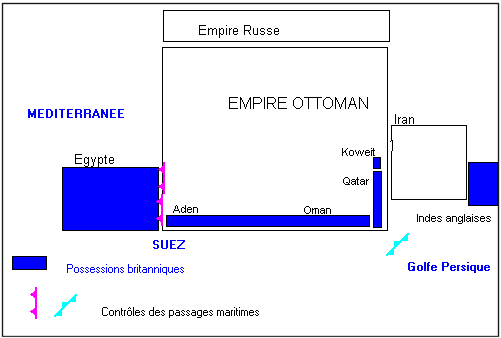 Empire Russe
EMPIRE OTTOMAN
MEDITERRANEE
Iran
Egypte
Koweit
Qatar
Aden
Oman
Indes anglaises
SUEZ
Golfe Persique
Possessions britanniques
Contrôles des passages maritimes